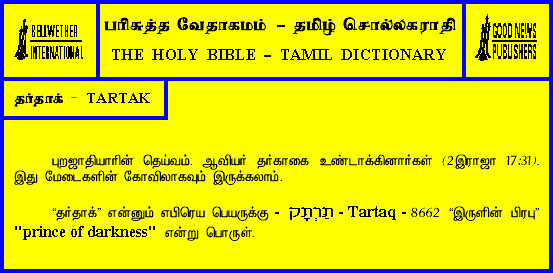 BELLWETHER
INTERNATIONAL
பரிசுத்த வேதாகமம் – தமிழ் சொல்லகராதி
THE HOLY BIBLE – TAMIL DICTIONARY
GOOD NEWS
PUBLISHERS
தர்தாக் – TARTAK
புறஜாதியாரின் தெய்வம். ஆவியர் தர்காகை உண்டாக்கினார்கள் (2இராஜா 17:31).
இது மேடைகளின் கோவிலாகவும் இருக்கலாம்.
“தர்தாக்” என்னும் எபிரெய பெயருக்கு - תַּרְתָּק - Tartaq - 8662 “இருளின் பிரபு”
"prince of darkness" என்று பொருள்.